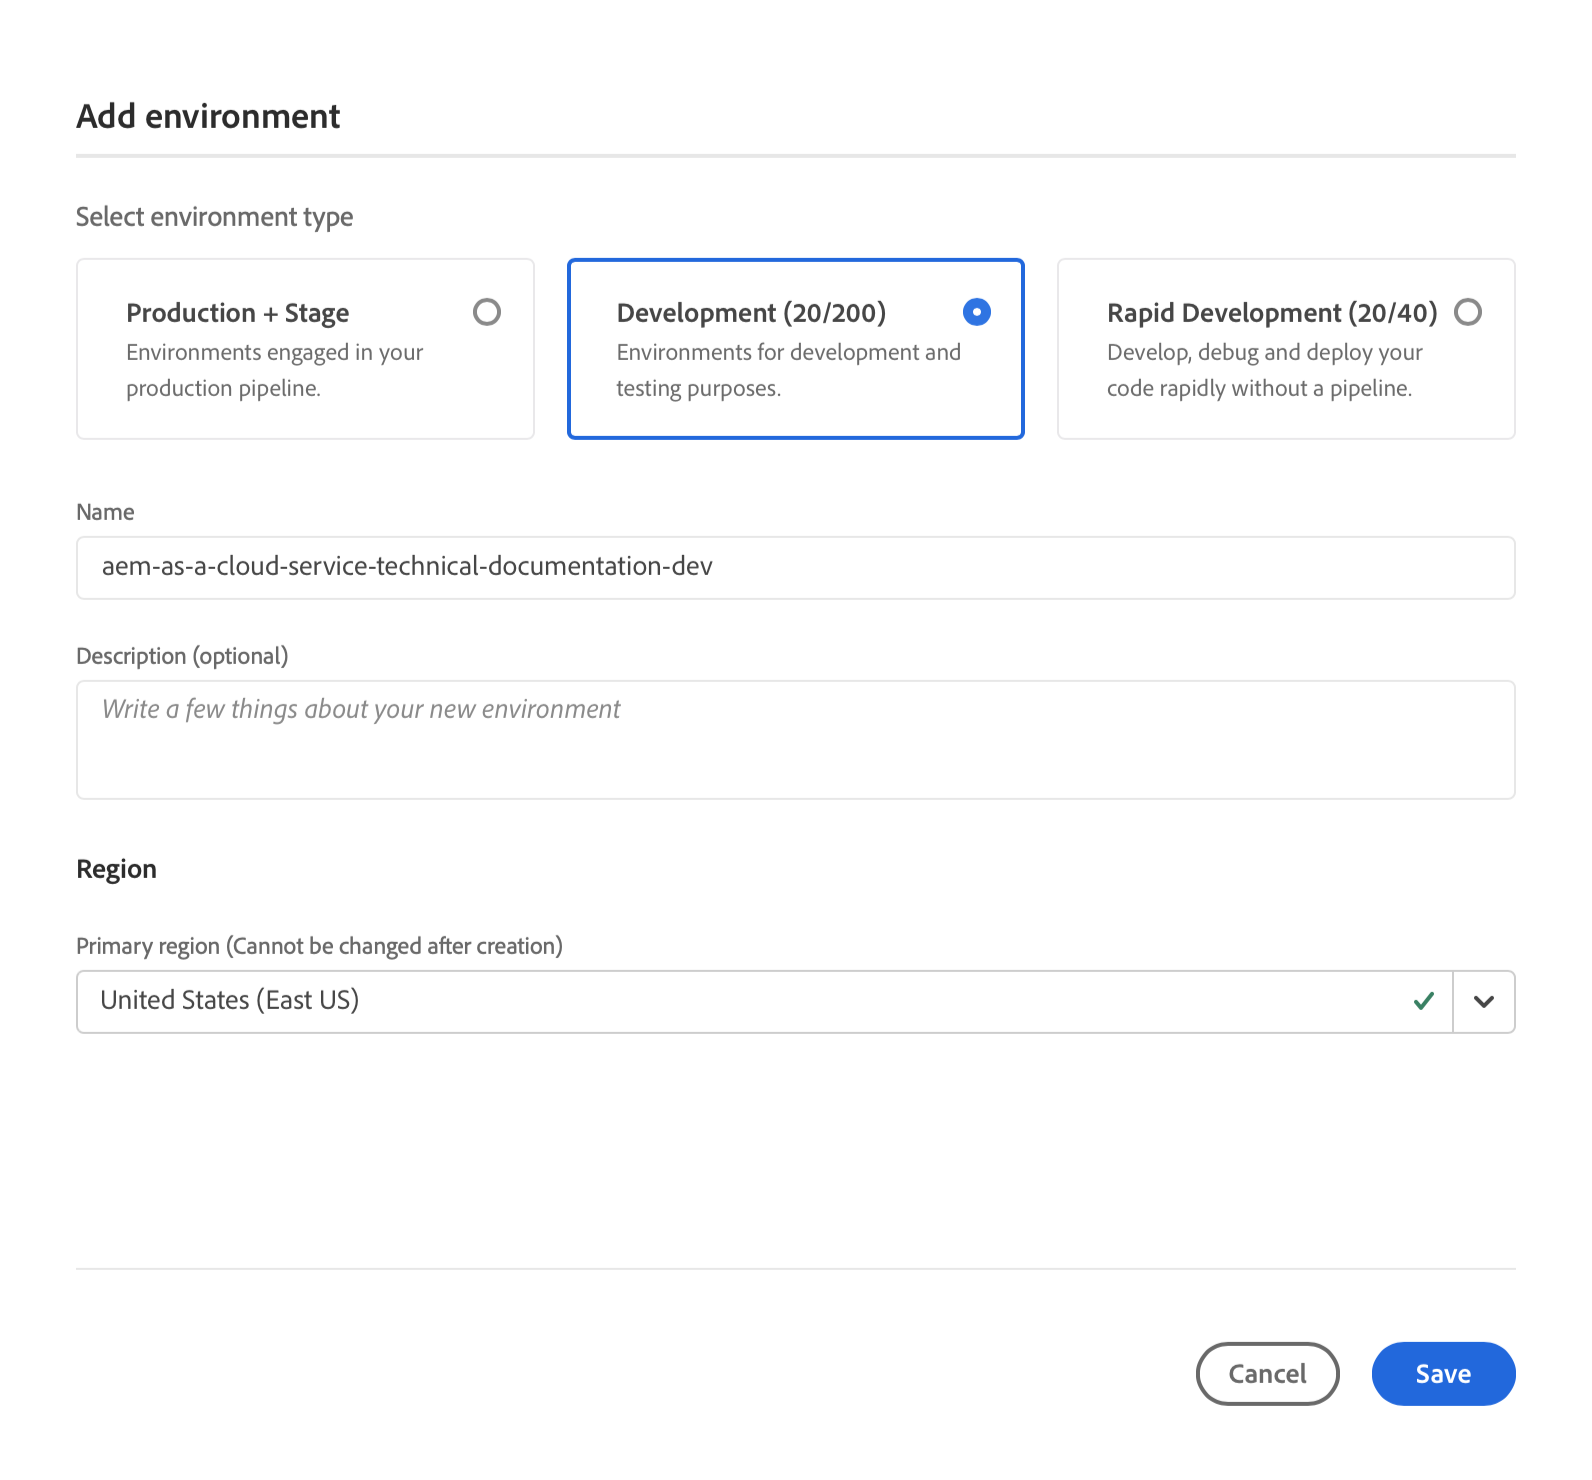 Add environment
Select environment type
Production + Stage
Environments engaged in your
production pipeline.
Development (20/200)
Environments for development and
testing purposes.
Rapid Development (20/40)
Develop, debug and deploy your
code rapidly without a pipeline.
Name
aem-as-a-cloud-service-technical-documentation-dev
Description (optional)
Write a few things about your new environment
Region
Primary region (Cannot be changed after creation)
United States (East US)
Cancel
Save